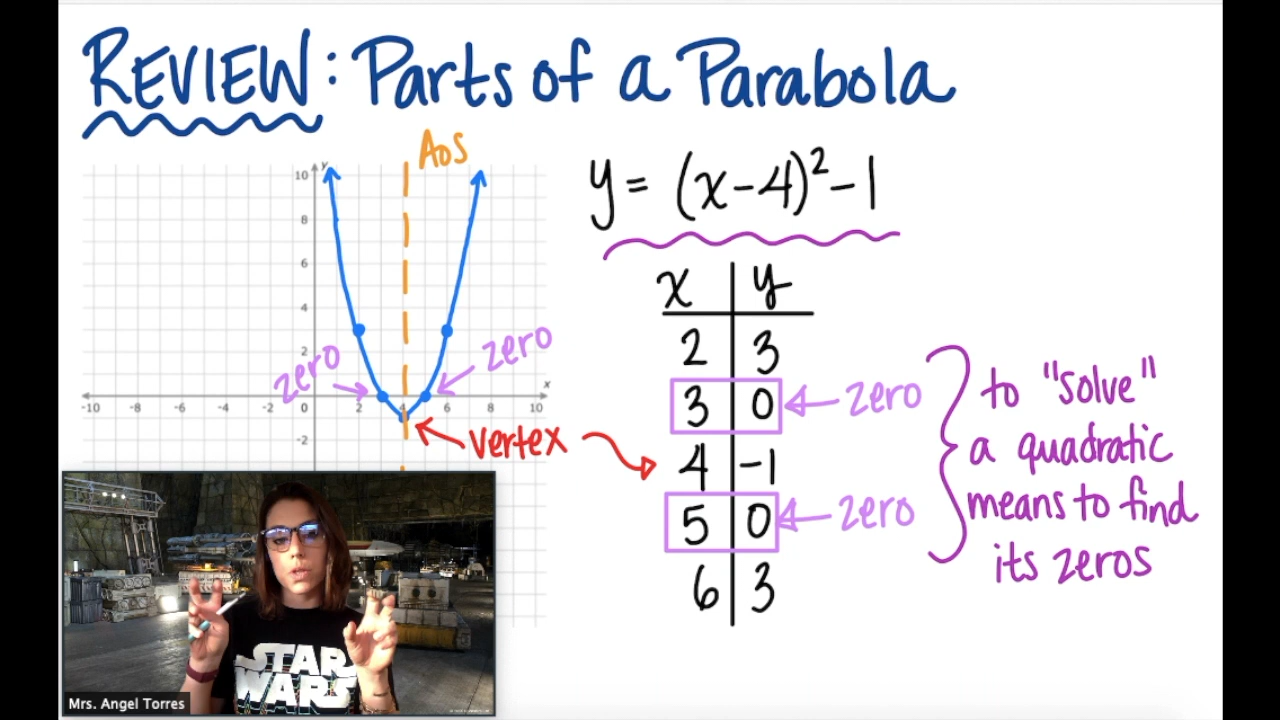 REVIEW: Parts of a Parabola
AoS
y = (x-4)²-1
y
10
8
6
4
2
0
-2
-10 -8 -6 -4 -2 2 4 6 8 10
x
zero
zero
vertex
x y
2 3
3 0 zero
4 -1
5 0 zero
6 3
to "solve"
a quadratic
means to find
its zeros
STAR
WARS
Mrs. Angel Torres